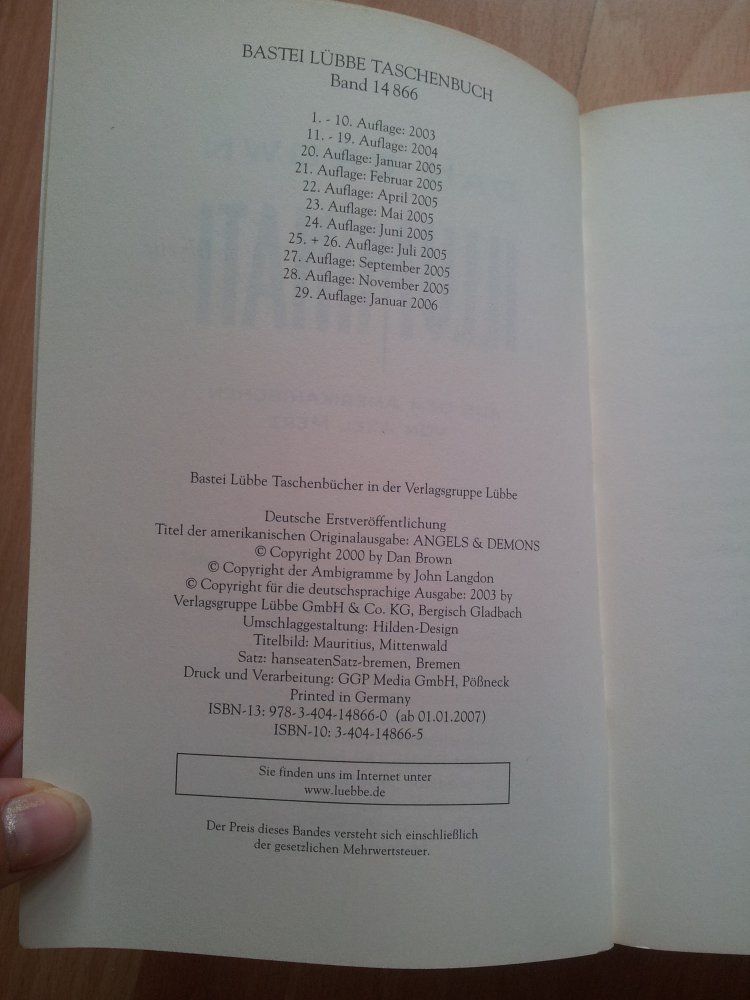 BASTEI LÜBBE TASCHENBUCH
Band 14 866
1. - 10. Auflage: 2003
11. - 19. Auflage: 2004
20. Auflage: Januar 2005
21. Auflage: Februar 2005
22. Auflage: April 2005
23. Auflage: Mai 2005
24. Auflage: Juni 2005
25. + 26. Auflage: Juli 2005
27. Auflage: September 2005
28. Auflage: November 2005
29. Auflage: Januar 2006
Bastei Lübbe Taschenbücher in der Verlagsgruppe Lübbe
Deutsche Erstveröffentlichung
Titel der amerikanischen Originalausgabe: ANGELS & DEMONS
© Copyright 2000 by Dan Brown
© Copyright der Ambigramme by John Langdon
© Copyright für die deutschsprachige Ausgabe: 2003 by
Verlagsgruppe Lübbe GmbH & Co. KG, Bergisch Gladbach
Umschlaggestaltung: Hilden-Design
Titelbild: Mauritius, Mittenwald
Satz: hanseatenSatz-bremen, Bremen
Druck und Verarbeitung: GGP Media GmbH, Pößneck
Printed in Germany
ISBN-13: 978-3-404-14866-0 (ab 01.01.2007)
ISBN-10: 3-404-14866-5
Sie finden uns im Internet unter
www.luebbe.de
Der Preis dieses Bandes versteht sich einschließlich
der gesetzlichen Mehrwertsteuer.